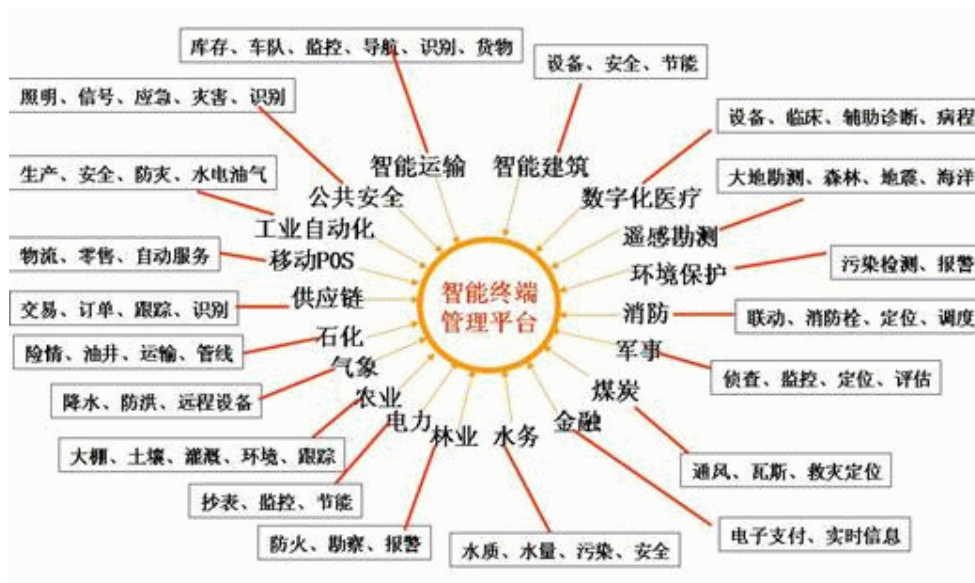 库存、车队、监控、导航、识别、货物
设备、安全、节能
照明、信号、应急、灾害、识别
设备、临床、辅助诊断、病程
智能运输
智能建筑
生产、安全、防灾、水电油气
大地勘测、森林、地震、海洋
公共安全
数字化医疗
工业自动化
遥感勘测
物流、零售、自动服务
移动POS
环境保护
污染检测、报警
交易、订单、跟踪、识别
供应链
智能终端
管理平台
消防
联动、消防栓、定位、调度
险情、油井、运输、管线
石化
军事
侦查、监控、定位、评估
气象
降水、防洪、远程设备
农业
煤炭
电力
林业
水务
金融
大棚、土壤、灌溉、环境、跟踪
通风、瓦斯、救灾定位
抄表、监控、节能
电子支付、实时信息
防火、勘察、报警
水质、水量、污染、安全